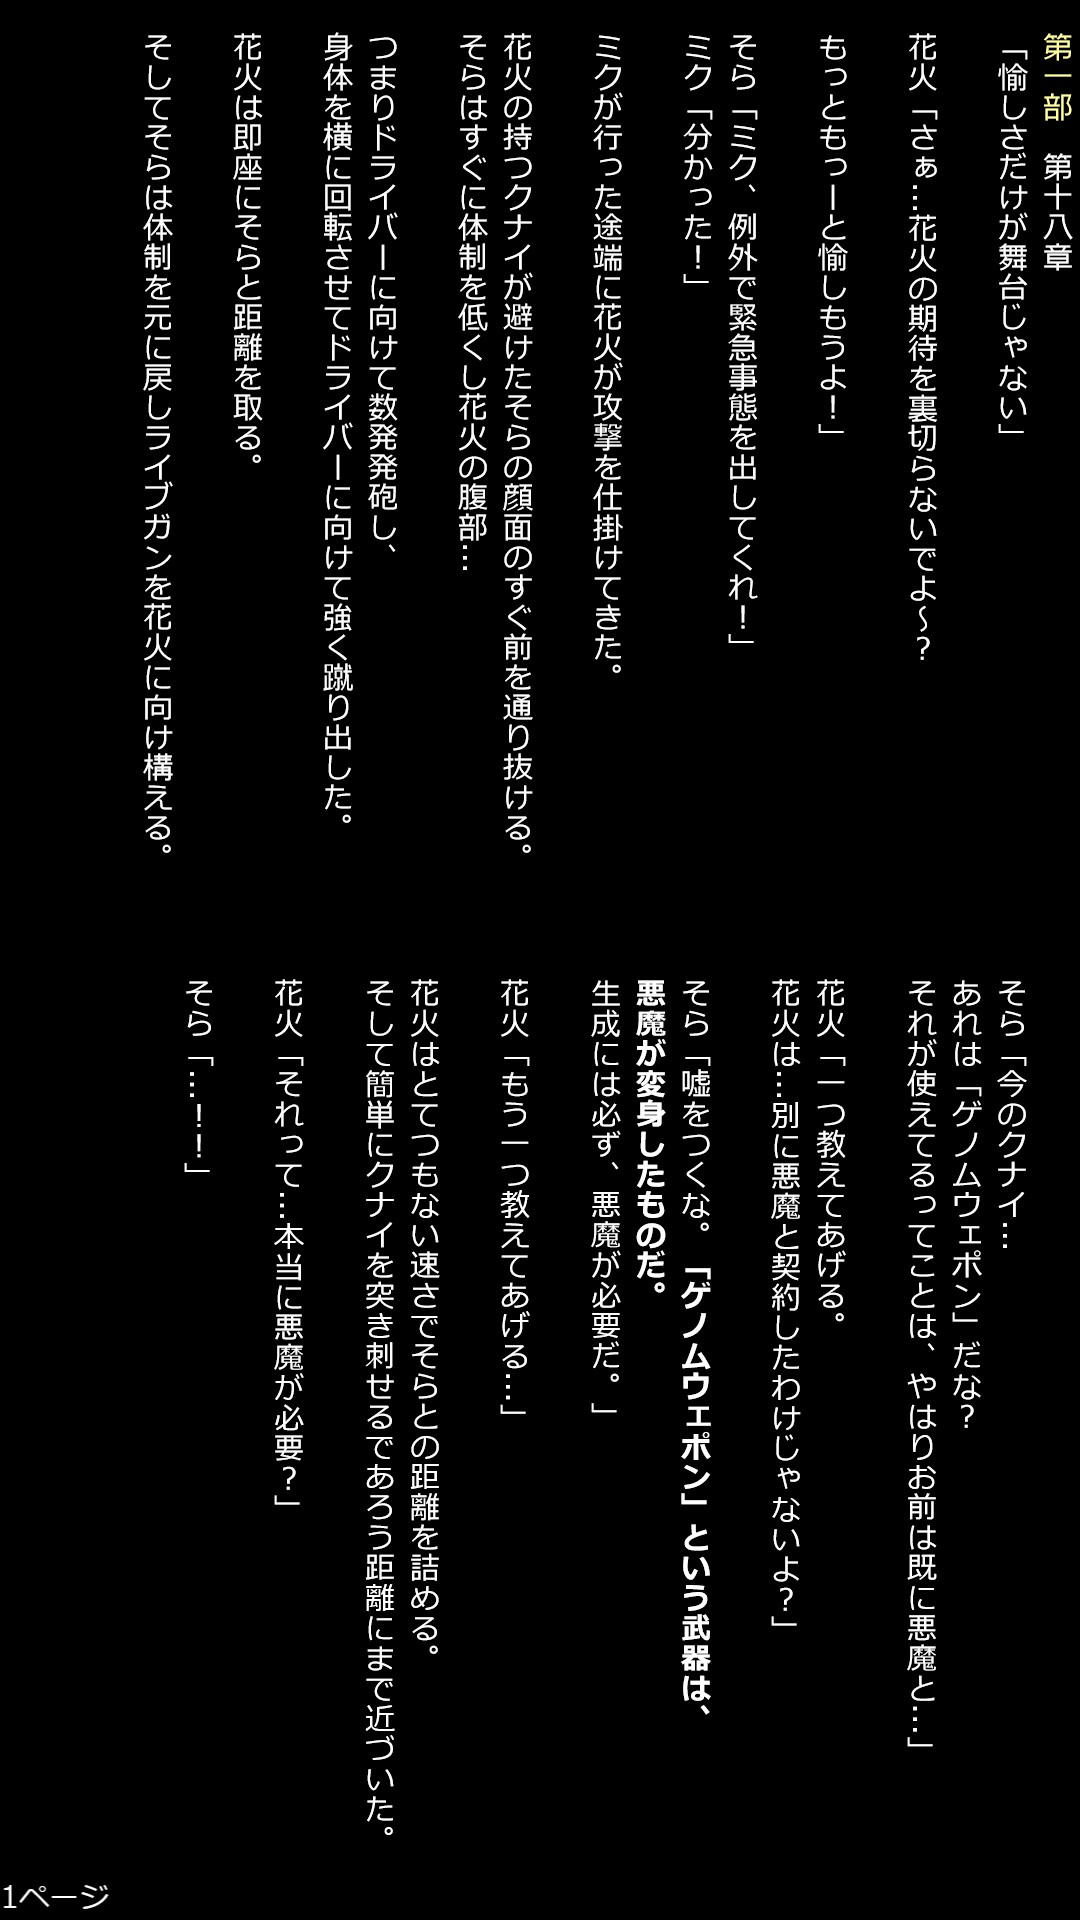 第一部　第十八章
「愉しさだけが舞台じゃない」
花火「さぁ…花火の期待を裏切らないでよ～？
もっともっーと愉しもうよ！」
そら「ミク、例外で緊急事態を出してくれ！」
ミク「分かった！」
ミクが行った途端に花火が攻撃を仕掛けてきた。
花火の持つクナイが避けたそらの顔面のすぐ前を通り抜ける。
そらはすぐに体制を低くし花火の腹部…
つまりドライバーに向けて数発発砲し、
身体を横に回転させてドライバーに向けて強く蹴り出した。
花火は即座にそらと距離を取る。
そしてそらは体制を元に戻しライブガンを花火に向け構える。
そら「今のクナイ…
あれは「ゲノムウェポン」だな？
それが使えてるってことは、やはりお前は既に悪魔と…」
花火「一つ教えてあげる。
花火は…別に悪魔と契約したわけじゃないよ？」
そら「嘘をつくな。「ゲノムウェポン」という武器は、
悪魔が変身したものだ。
生成には必ず、悪魔が必要だ。」
花火「もう一つ教えてあげる…」
花火はとてつもない速さでそらとの距離を詰める。
そして簡単にクナイを突き刺せるであろう距離にまで近づいた。
花火「それって…本当に悪魔が必要？」
そら「…！！」
1ページ